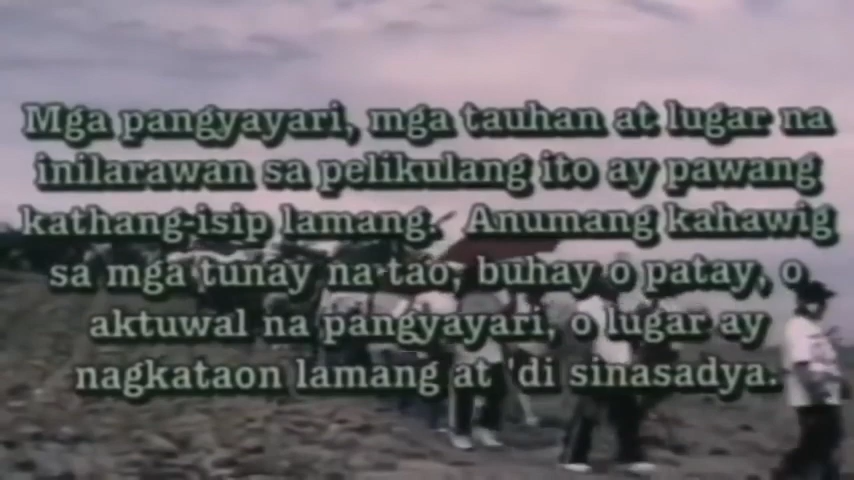 Mga pangyayari, mga tauhan at lugar na
inilarawan sa pelikulang ito ay pawang
kathang-isip lamang. Anumang kahawig
sa mga tunay na tao, buhay o patay, o
aktuwal na pangyayari, o lugar ay
nagkataon lamang at 'di sinasadya.